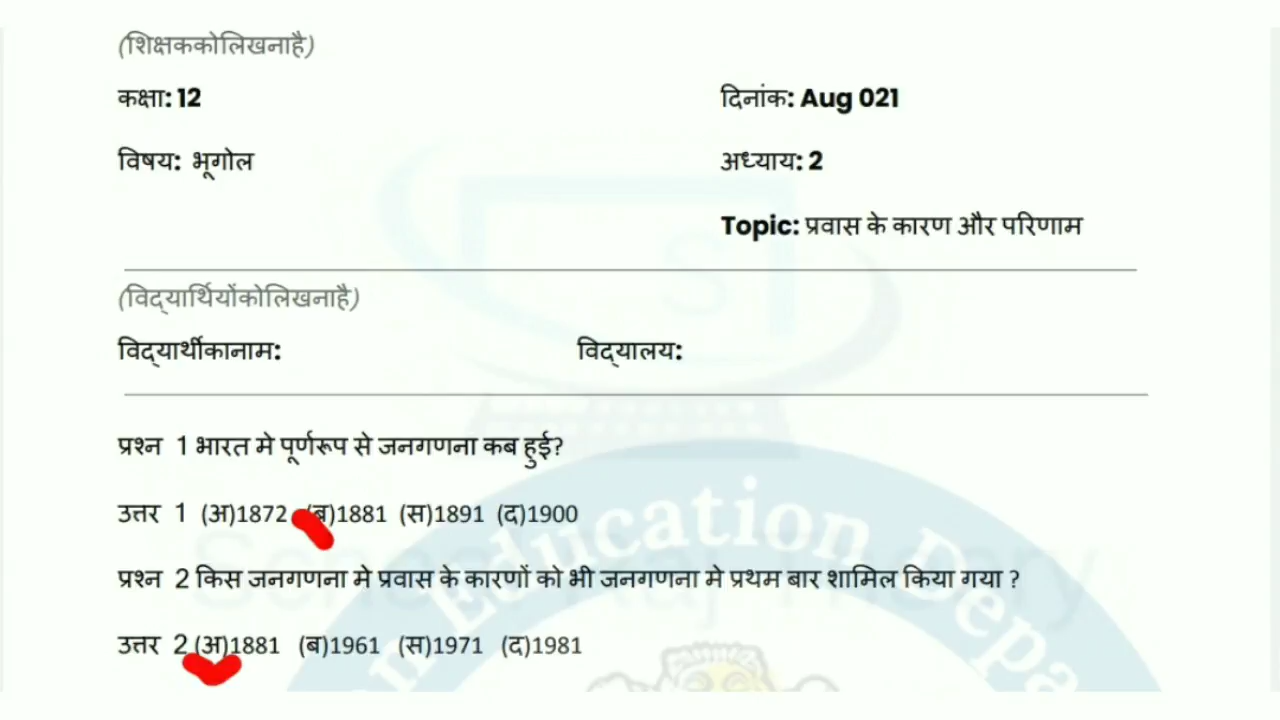 (शिक्षककोलिखनाहै)
कक्षा: 12 दिनांक: Aug 021
विषय: भूगोल अध्याय: 2
Topic: प्रवास के कारण और परिणाम
(विद्यार्थियोंकोलिखनाहै)
विद्यार्थीकानाम: विद्यालय:
प्रश्न 1 भारत मे पूर्णरूप से जनगणना कब हुई?
उत्तर 1 (अ)1872 (ब)1881 (स)1891 (द)1900
प्रश्न 2 किस जनगणना मे प्रवास के कारणों को भी जनगणना मे प्रथम बार शामिल किया गया ?
उत्तर 2 (अ)1881 (ब)1961 (स)1971 (द)1981
Education